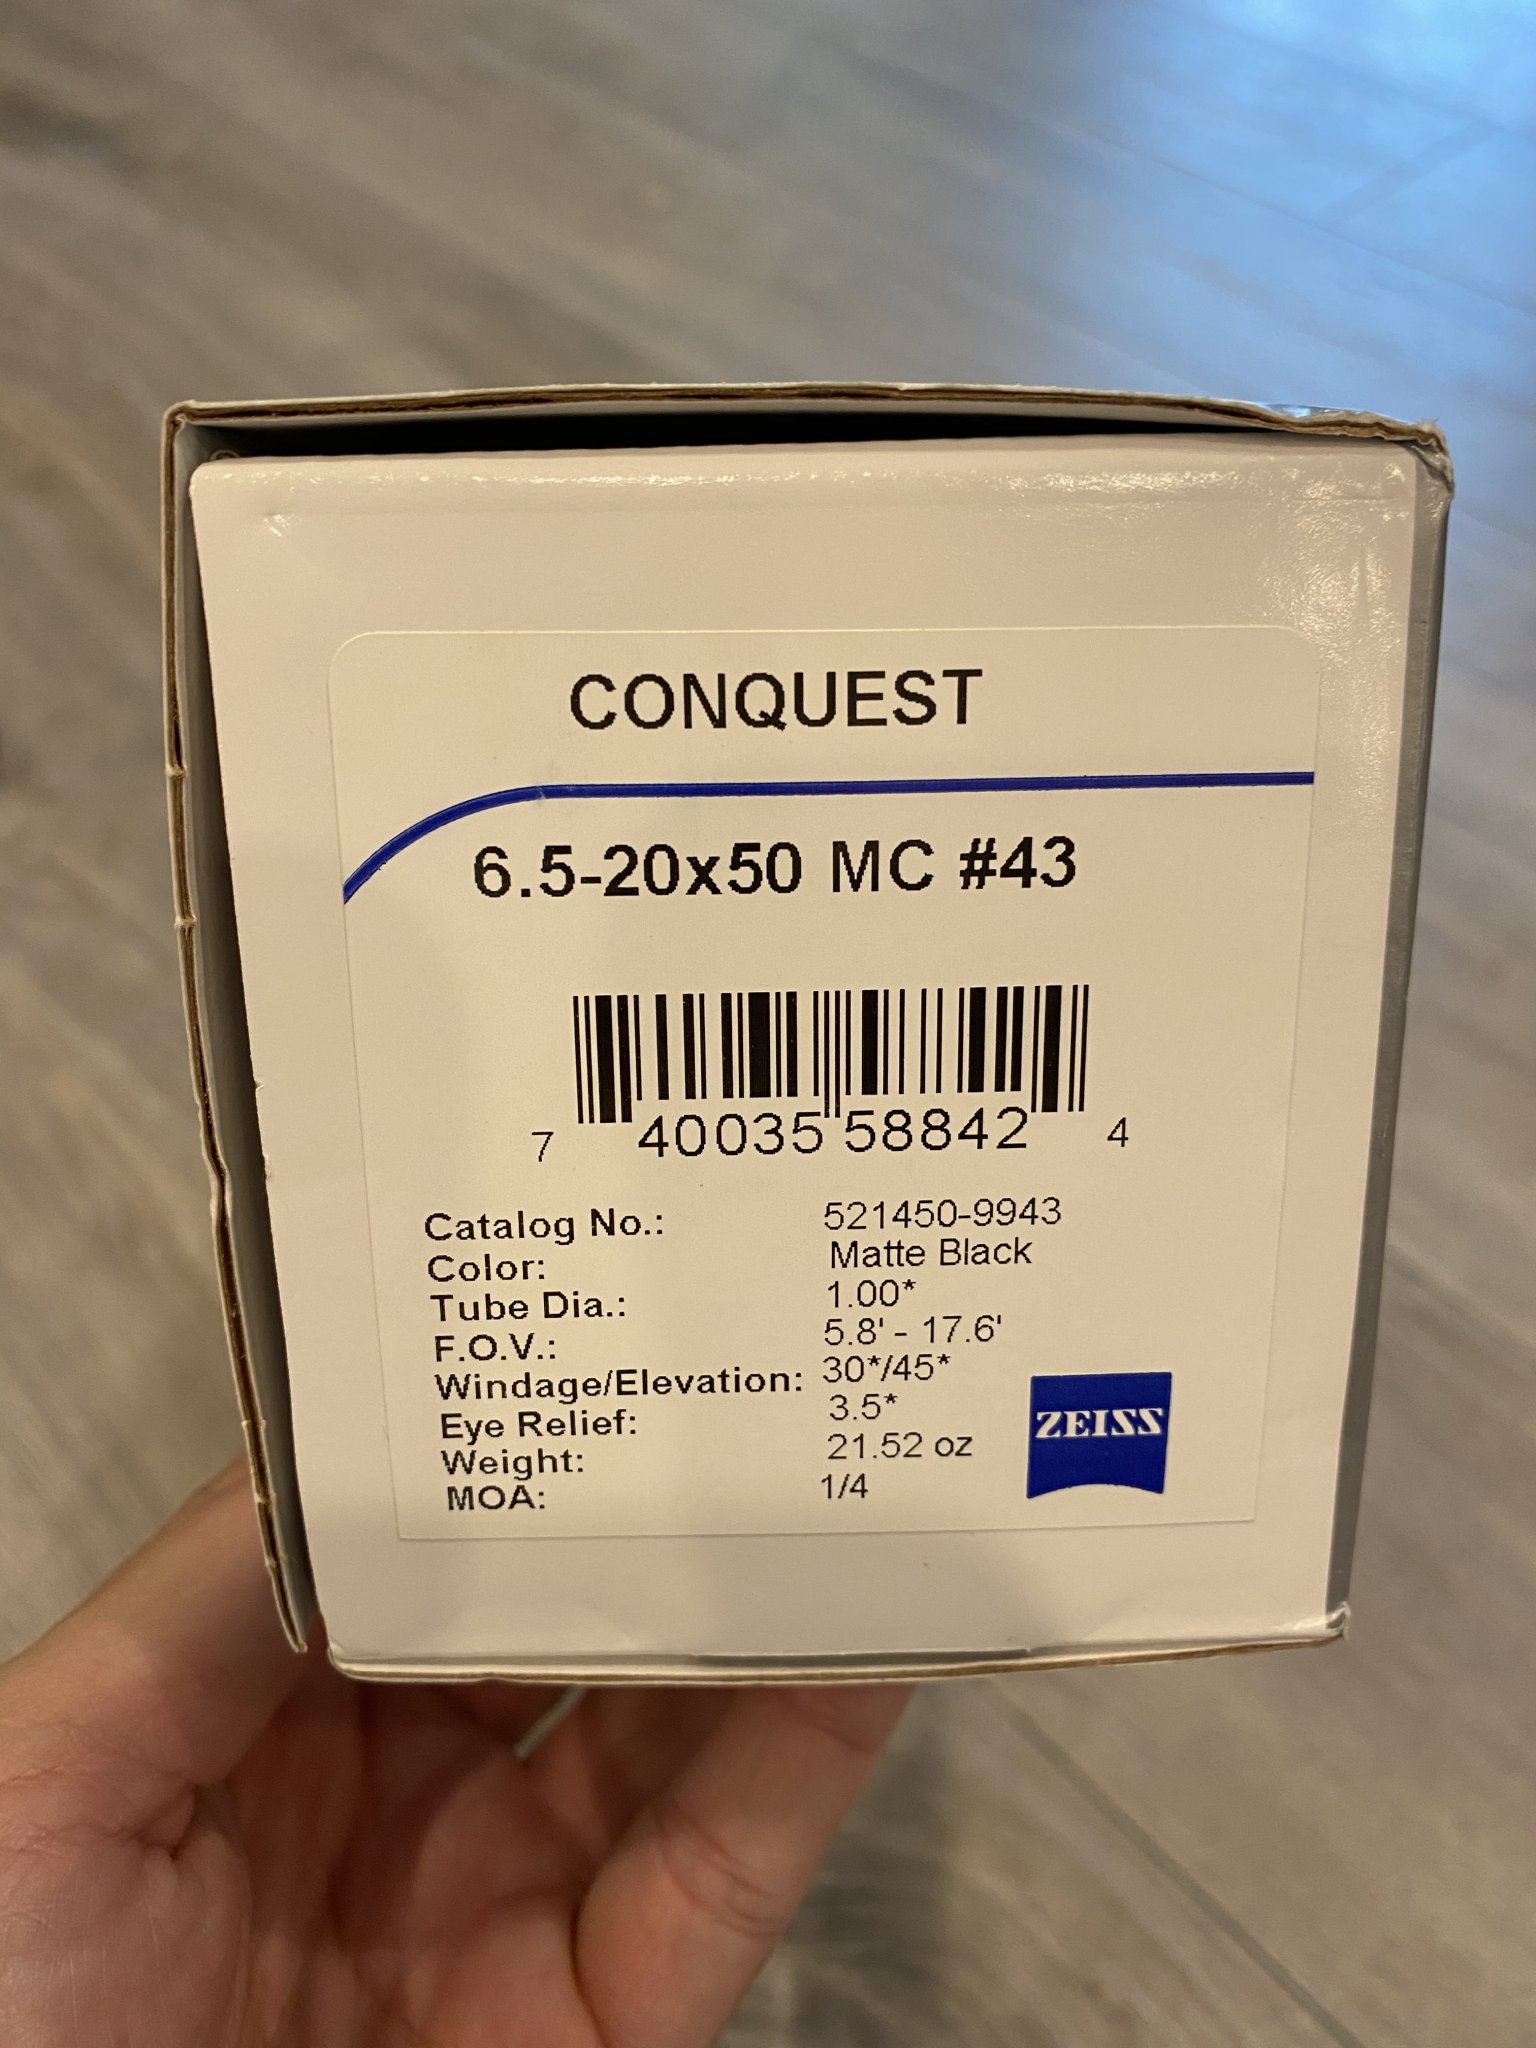 CONQUEST
6.5-20x50 MC #43
7 40035 58842 4
Catalog No.: 521450-9943
Color: Matte Black
Tube Dia.: 1.00*
F.O.V.: 5.8' - 17.6'
Windage/Elevation: 30*/45*
Eye Relief: 3.5*
Weight: 21.52 oz
MOA: 1/4
ZEISS